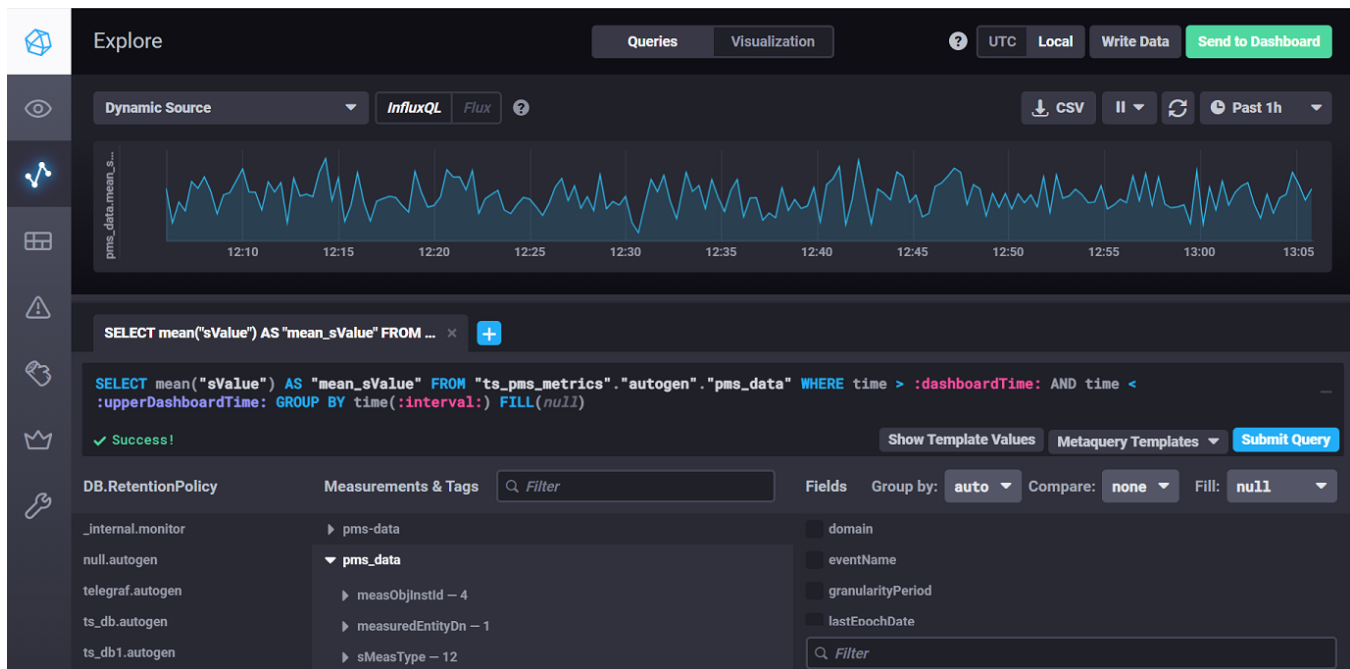 Explore
Queries
Visualization
?
UTC
Local
Write Data
Send to Dashboard
Dynamic Source
InfluxQL
Flux
?
CSV
Past 1h
pms_data.mean_s...
12:10 12:15 12:20 12:25 12:30 12:35 12:40 12:45 12:50 12:55 13:00 13:05
SELECT mean("sValue") AS "mean_sValue" FROM ... ×
+
SELECT mean("sValue") AS "mean_sValue" FROM "ts_pms_metrics"."autogen"."pms_data" WHERE time > :dashboardTime: AND time <
:upperDashboardTime: GROUP BY time(:interval:) FILL(null)
Success!
Show Template Values
Metaquery Templates
Submit Query
DB.RetentionPolicy
Measurements & Tags
Filter
Fields
Group by: auto
Compare: none
Fill: null
_internal.monitor
null.autogen
telegraf.autogen
ts_db.autogen
ts_db1.autogen
pms-data
pms_data
measObjInstId — 4
measuredEntityDn — 1
sMeasType — 12
domain
eventName
granularityPeriod
lastEpochDate
Filter